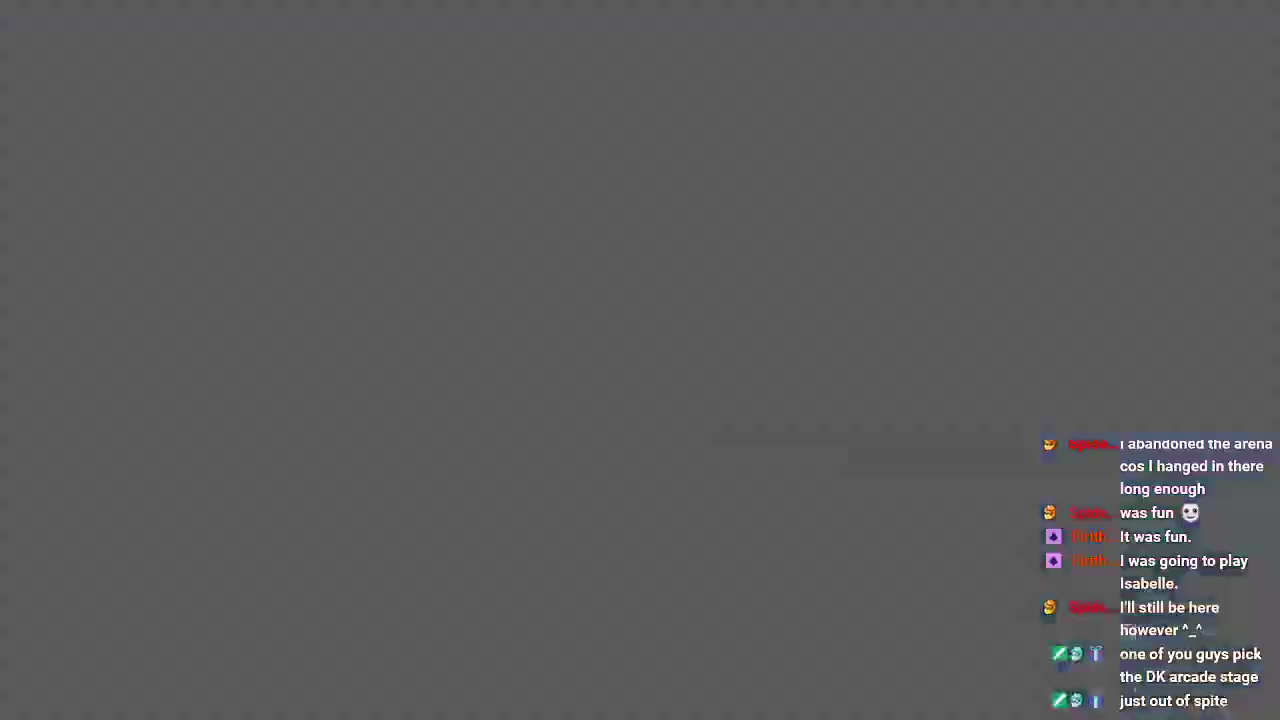 I abandoned the arena
cos I hanged in there
long enough
was fun
It was fun.
I was going to play
Isabelle.
I'll still be here
however ^_^
one of you guys pick
the DK arcade stage
just out of spite